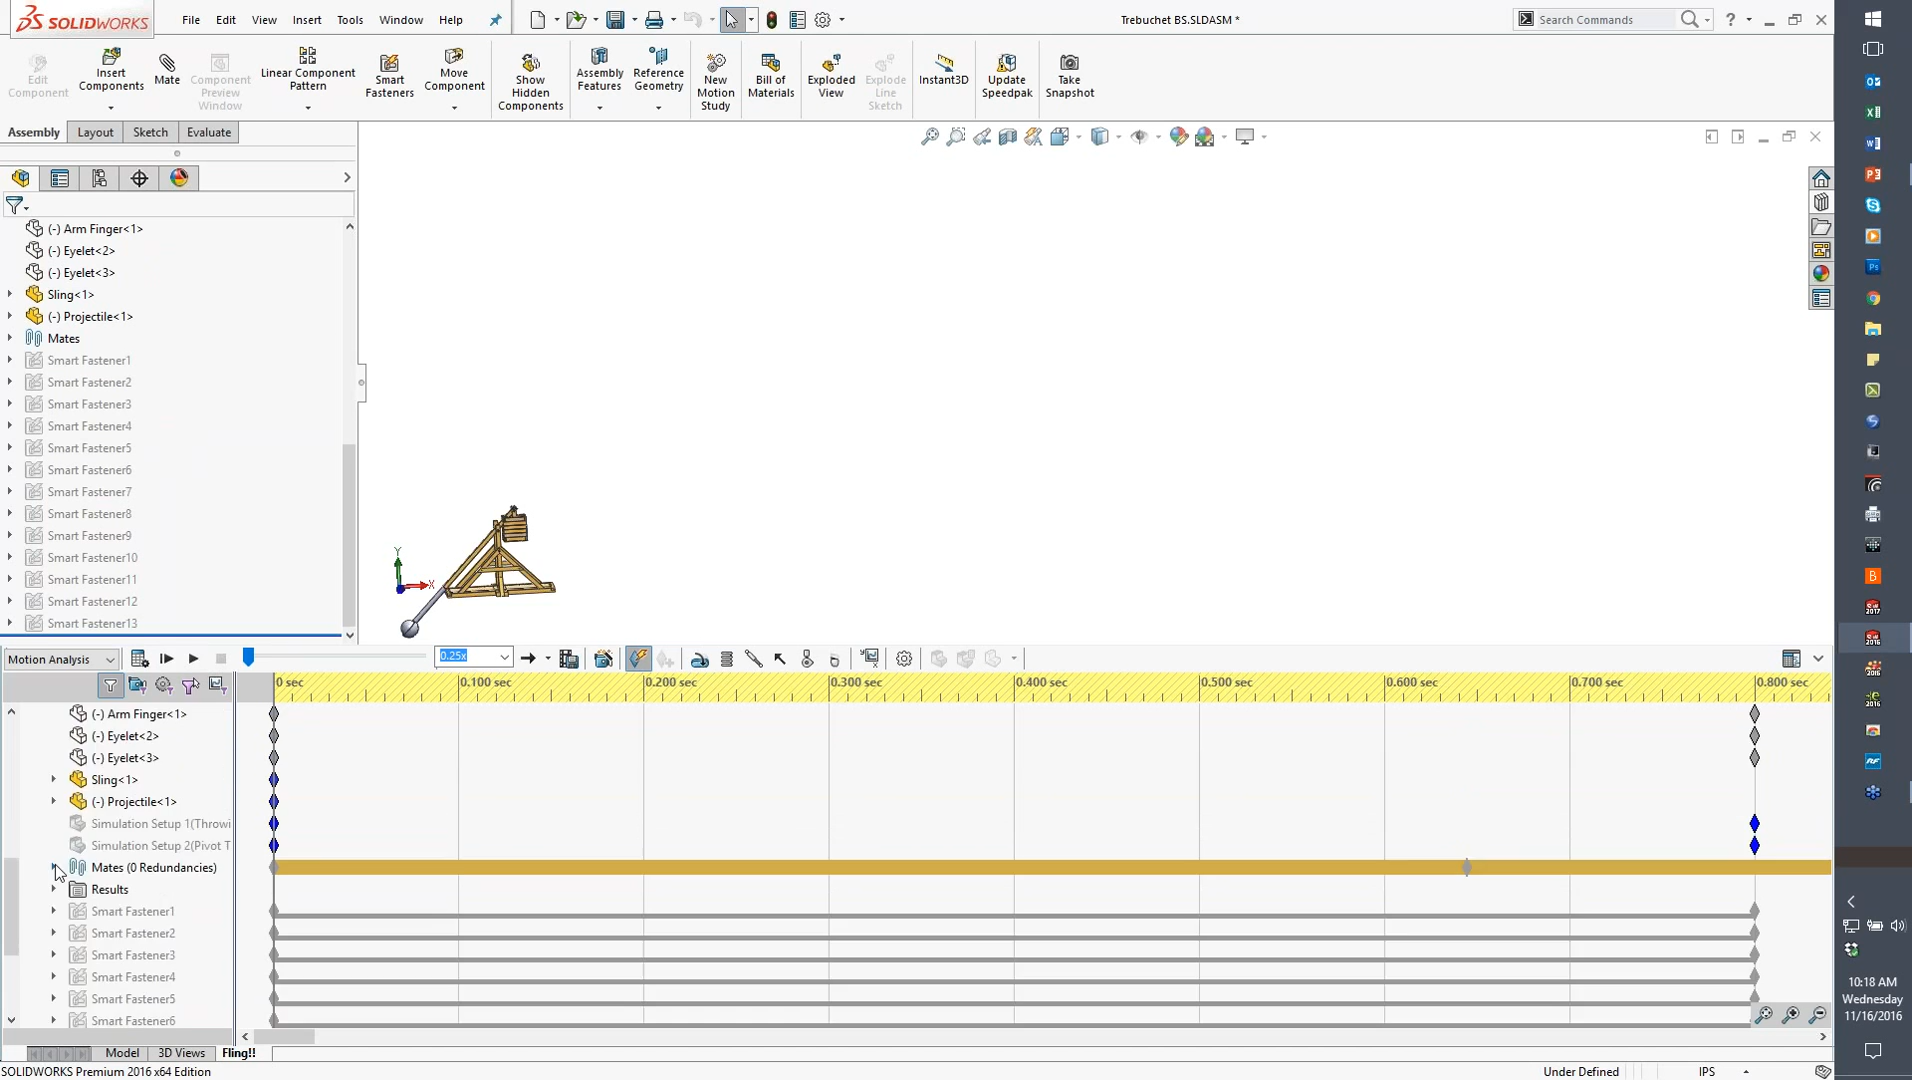 SOLIDWORKS
File Edit View Insert Tools Window Help
Trebuchet BS.SLDASM *
Search Commands
Edit Component
Insert Components
Mate
Component Preview Window
Linear Component Pattern
Smart Fasteners
Move Component
Show Hidden Components
Assembly Features
Reference Geometry
New Motion Study
Bill of Materials
Exploded View
Explode Line Sketch
Instant3D
Update Speedpak
Take Snapshot
Assembly Layout Sketch Evaluate
(-) Arm Finger<1>
(-) Eyelet<2>
(-) Eyelet<3>
Sling<1>
(-) Projectile<1>
Mates
Smart Fastener1
Smart Fastener2
Smart Fastener3
Smart Fastener4
Smart Fastener5
Smart Fastener6
Smart Fastener7
Smart Fastener8
Smart Fastener9
Smart Fastener10
Smart Fastener11
Smart Fastener12
Smart Fastener13
Y
X
Motion Analysis
0.25x
0 sec 0.100 sec 0.200 sec 0.300 sec 0.400 sec 0.500 sec 0.600 sec 0.700 sec 0.800 sec
(-) Arm Finger<1>
(-) Eyelet<2>
(-) Eyelet<3>
Sling<1>
(-) Projectile<1>
Simulation Setup 1(Throwi
Simulation Setup 2(Pivot T
Mates (0 Redundancies)
Results
Smart Fastener1
Smart Fastener2
Smart Fastener3
Smart Fastener4
Smart Fastener5
Smart Fastener6
Model 3D Views Fling!!
SOLIDWORKS Premium 2016 x64 Edition
Under Defined
IPS
10:18 AM
Wednesday
11/16/2016